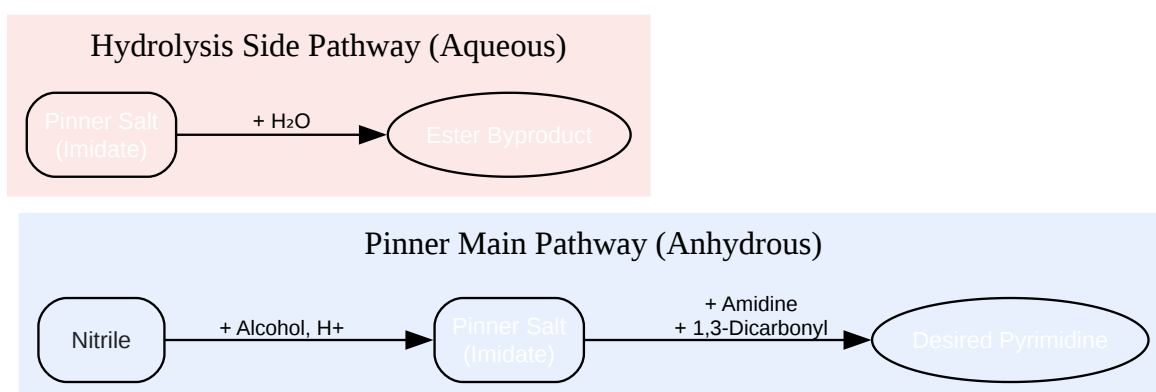 Hydrolysis Side Pathway (Aqueous)
Pinner Salt
(Imidate)
+ H₂O
Ester Byproduct
Pinner Main Pathway (Anhydrous)
Nitrile
+ Alcohol, H+
Pinner Salt
(Imidate)
+ Amidine
+ 1,3-Dicarbonyl
Desired Pyrimidine